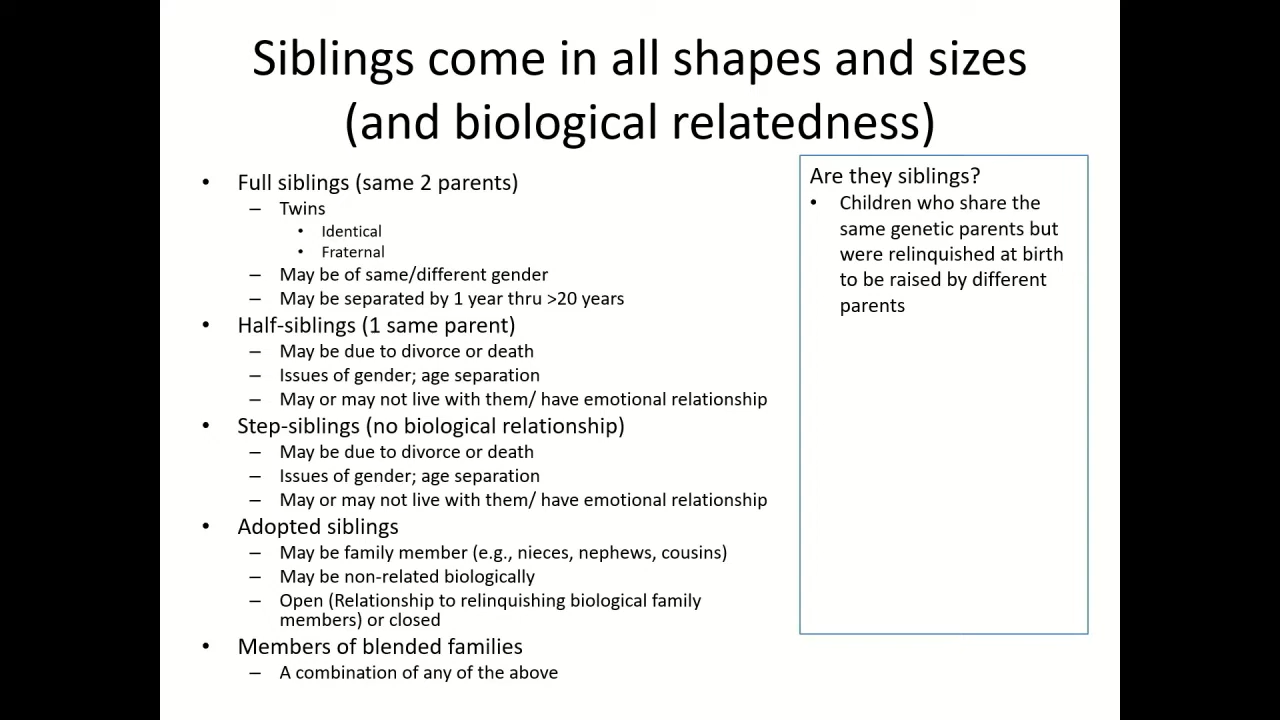 Siblings come in all shapes and sizes
(and biological relatedness)
• Full siblings (same 2 parents)
– Twins
• Identical
• Fraternal
– May be of same/different gender
– May be separated by 1 year thru >20 years
• Half-siblings (1 same parent)
– May be due to divorce or death
– Issues of gender; age separation
– May or may not live with them/ have emotional relationship
• Step-siblings (no biological relationship)
– May be due to divorce or death
– Issues of gender; age separation
– May or may not live with them/ have emotional relationship
• Adopted siblings
– May be family member (e.g., nieces, nephews, cousins)
– May be non-related biologically
– Open (Relationship to relinquishing biological family
members) or closed
• Members of blended families
– A combination of any of the above
Are they siblings?
• Children who share the
same genetic parents but
were relinquished at birth
to be raised by different
parents